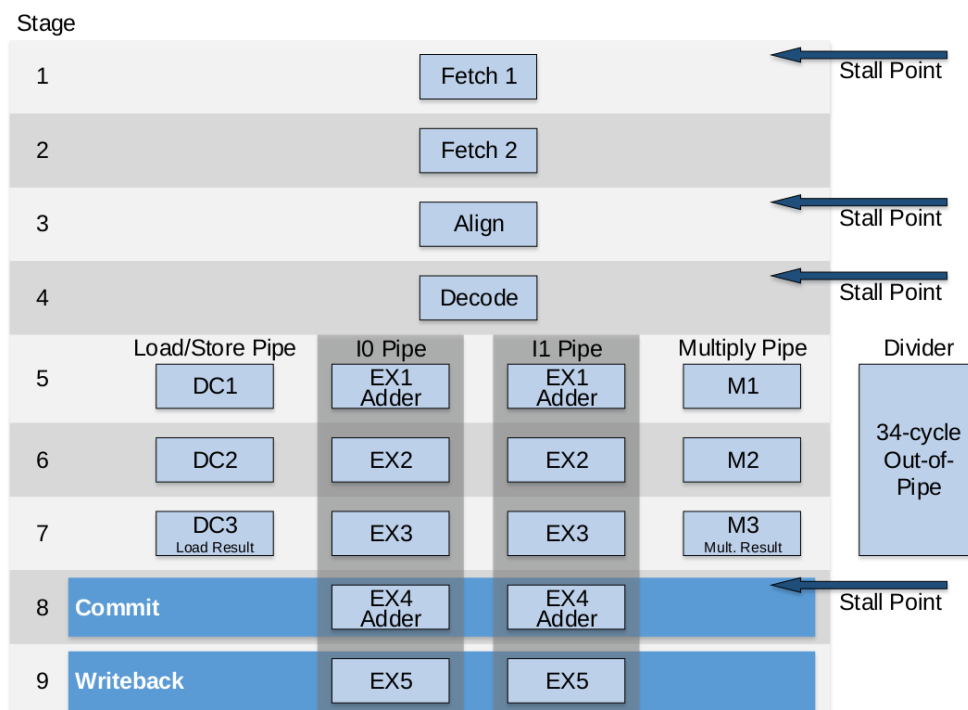 Stage
1
Fetch 1
Stall Point
2
Fetch 2
3
Align
Stall Point
4
Decode
Stall Point
Load/Store Pipe
I0 Pipe
I1 Pipe
Multiply Pipe
Divider
5
DC1
EX1
Adder
EX1
Adder
M1
34-cycle
Out-of-
Pipe
6
DC2
EX2
EX2
M2
7
DC3
Load Result
EX3
EX3
M3
Mult. Result
8
Commit
EX4
Adder
EX4
Adder
Stall Point
9
Writeback
EX5
EX5